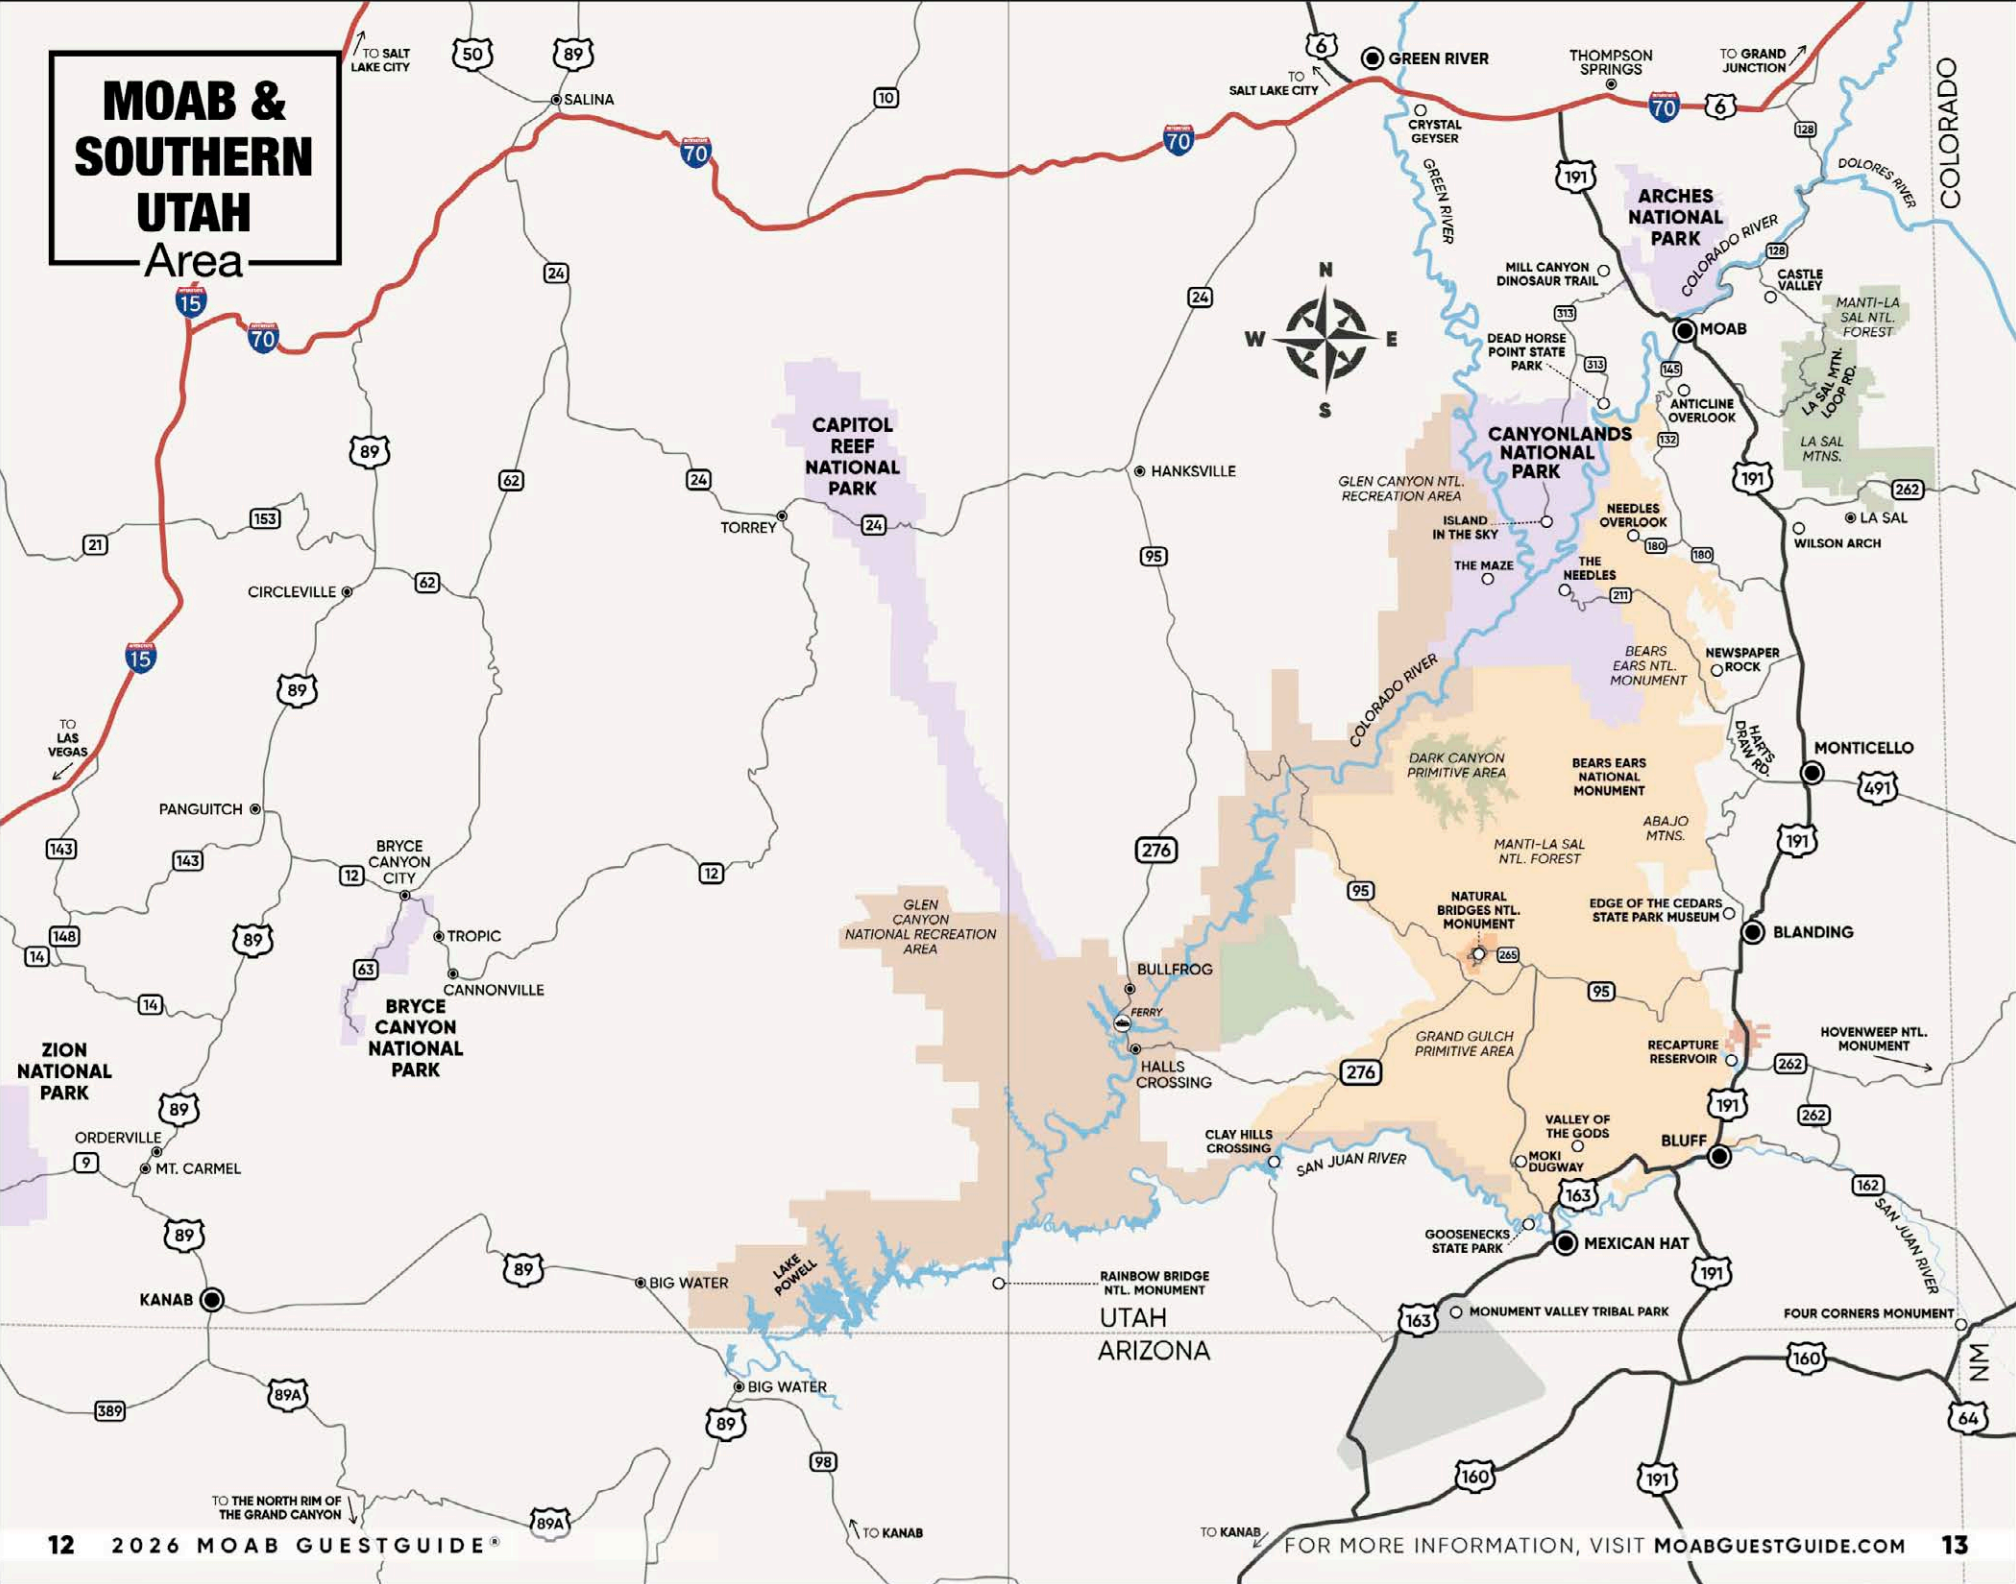 MOAB &
SOUTHERN
UTAH
Area
TO SALT
LAKE CITY
50
89
SALINA
10
6
GREEN RIVER
TO
SALT LAKE CITY
THOMPSON
SPRINGS
TO GRAND
JUNCTION
70
6
COLORADO
70
70
CRYSTAL
GEYSER
128
DOLORES RIVER
GREEN RIVER
191
ARCHES
NATIONAL
PARK
COLORADO RIVER
128
15
70
24
24
N
W
E
S
MILL CANYON
DINOSAUR TRAIL
CASTLE
VALLEY
MANTI-LA
SAL NTL.
FOREST
313
MOAB
DEAD HORSE
POINT STATE
PARK
313
145
LA SAL MTN.
LOOP RD.
ANTICLINE
OVERLOOK
132
LA SAL
MTNS.
89
62
24
CAPITOL
REEF
NATIONAL
PARK
HANKSVILLE
CANYONLANDS
NATIONAL
PARK
GLEN CANYON NTL.
RECREATION AREA
191
262
LA SAL
WILSON ARCH
153
21
TORREY
24
ISLAND
IN THE SKY
NEEDLES
OVERLOOK
180
180
95
THE MAZE
THE
NEEDLES
211
CIRCLEVILLE
62
15
89
COLORADO RIVER
BEARS
EARS NTL.
MONUMENT
NEWSPAPER
ROCK
TO
LAS
VEGAS
HARTS
DRAW RD.
MONTICELLO
491
DARK CANYON
PRIMITIVE AREA
BEARS EARS
NATIONAL
MONUMENT
ABAJO
MTNS.
191
MANTI-LA SAL
NTL. FOREST
PANGUITCH
143
143
12
BRYCE
CANYON
CITY
12
276
95
NATURAL
BRIDGES NTL.
MONUMENT
265
EDGE OF THE CEDARS
STATE PARK MUSEUM
BLANDING
GLEN
CANYON
NATIONAL RECREATION
AREA
148
14
89
TROPIC
63
CANNONVILLE
14
BRYCE
CANYON
NATIONAL
PARK
BULLFROG
FERRY
HALLS
CROSSING
95
GRAND GULCH
PRIMITIVE AREA
276
RECAPTURE
RESERVOIR
HOVENWEEP NTL.
MONUMENT
262
262
191
ZION
NATIONAL
PARK
89
ORDERVILLE
9
MT. CARMEL
CLAY HILLS
CROSSING
SAN JUAN RIVER
VALLEY OF
THE GODS
MOKI
DUGWAY
BLUFF
163
162
SAN JUAN RIVER
89
GOOSENECKS
STATE PARK
MEXICAN HAT
191
89
BIG WATER
LAKE
POWELL
RAINBOW BRIDGE
NTL. MONUMENT
KANAB
UTAH
ARIZONA
163
MONUMENT VALLEY TRIBAL PARK
FOUR CORNERS MONUMENT
NM
160
64
389
89A
BIG WATER
89
98
160
191
TO THE NORTH RIM OF
THE GRAND CANYON
89A
TO KANAB
TO KANAB
12 2026 MOAB GUESTGUIDE®
FOR MORE INFORMATION, VISIT MOABGUESTGUIDE.COM 13